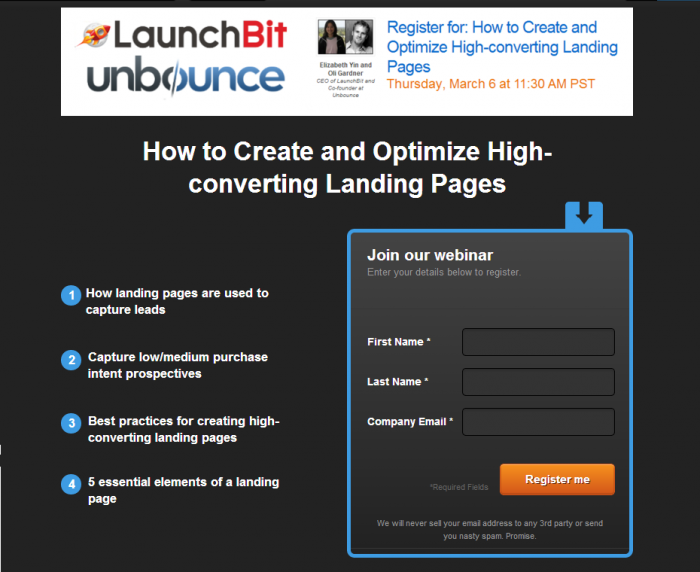 LaunchBit
unbounce
Elizabeth Yin and
Oli Gardner
CEO of LaunchBit and
Co-founder at
Unbounce
Register for: How to Create and
Optimize High-converting Landing
Pages
Thursday, March 6 at 11:30 AM PST
How to Create and Optimize High-
converting Landing Pages
1 How landing pages are used to
capture leads
2 Capture low/medium purchase
intent prospectives
3 Best practices for creating high-
converting landing pages
4 5 essential elements of a landing
page
Join our webinar
Enter your details below to register.
First Name *
Last Name *
Company Email *
*Required Fields
Register me
We will never sell your email address to any 3rd party or send
you nasty spam. Promise.